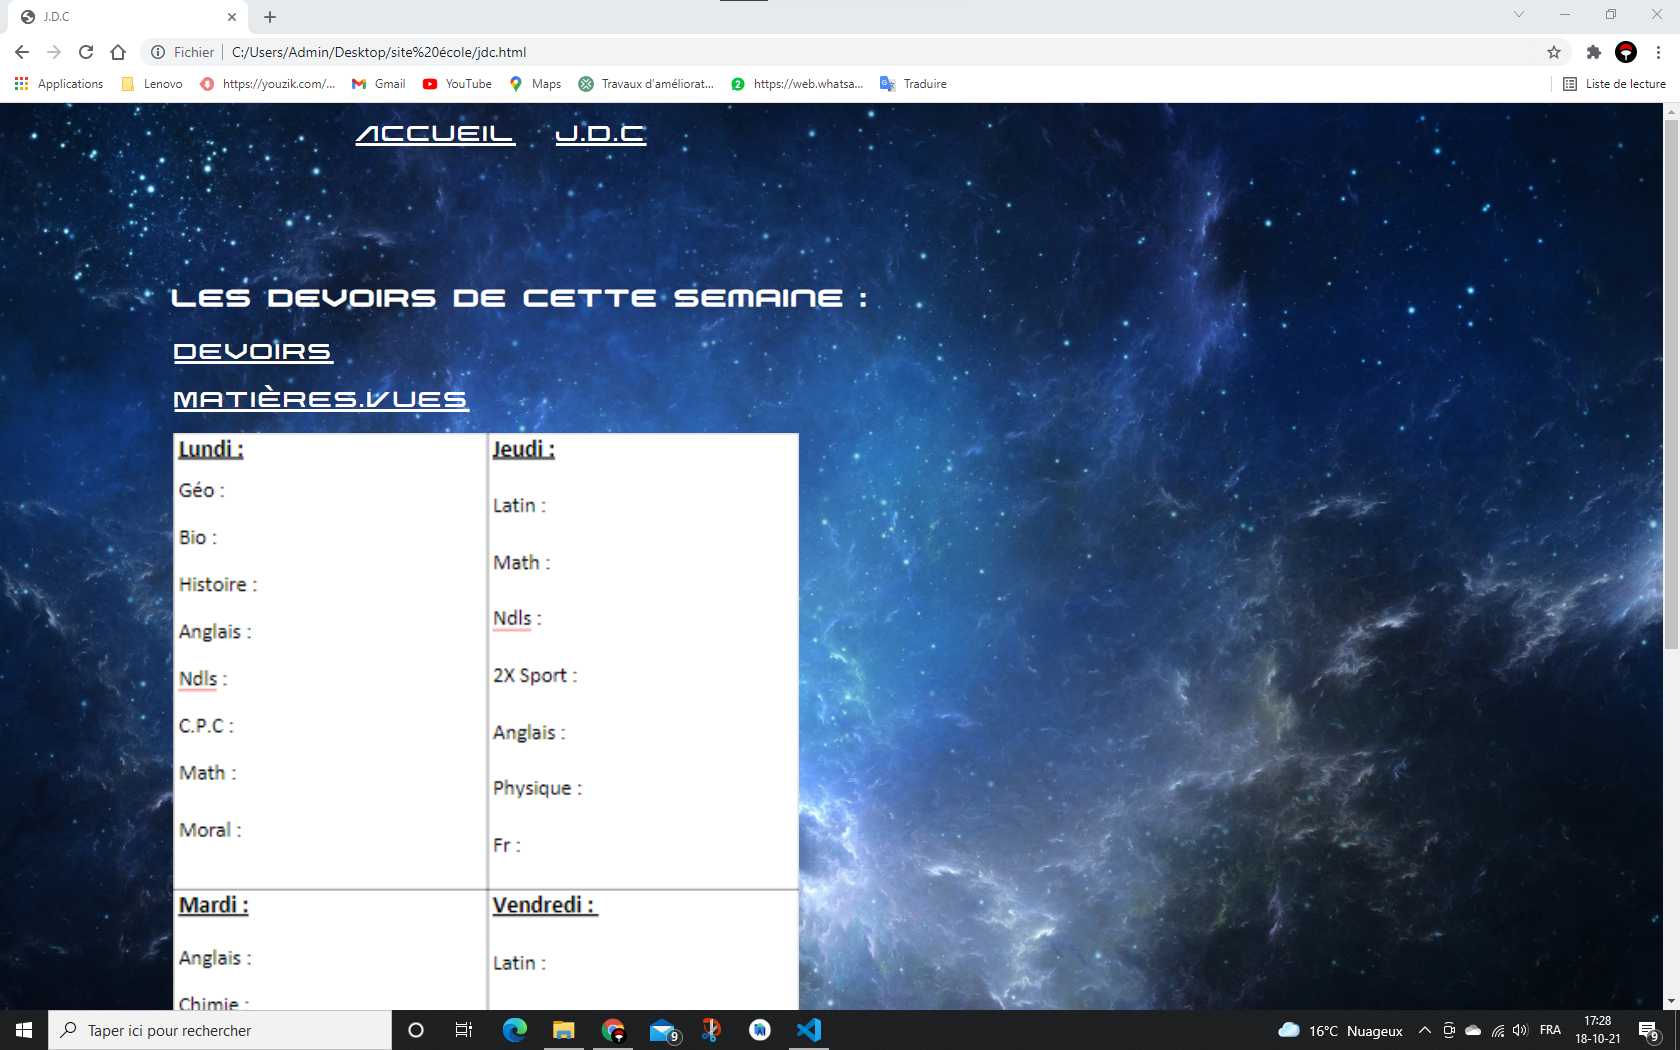 J.D.C
Fichier C:/Users/Admin/Desktop/site%20école/jdc.html
Applications Lenovo https://youzik.com/... Gmail YouTube Maps Travaux d'améliorat... https://web.whatsa... Traduire Liste de lecture
ACCUEIL J.D.C
LES DEVOIRS DE CETTE SEMAINE :
DEVOIRS
MATIÈRES.VUES
Lundi :
Géo :
Bio :
Histoire :
Anglais :
Ndls :
C.P.C :
Math :
Moral :
Jeudi :
Latin :
Math :
Ndls :
2X Sport :
Anglais :
Physique :
Fr :
Mardi :
Anglais :
Chimie :
Vendredi :
Latin :
Taper ici pour rechercher
9
16°C Nuageux
FRA
17:28
18-10-21
9